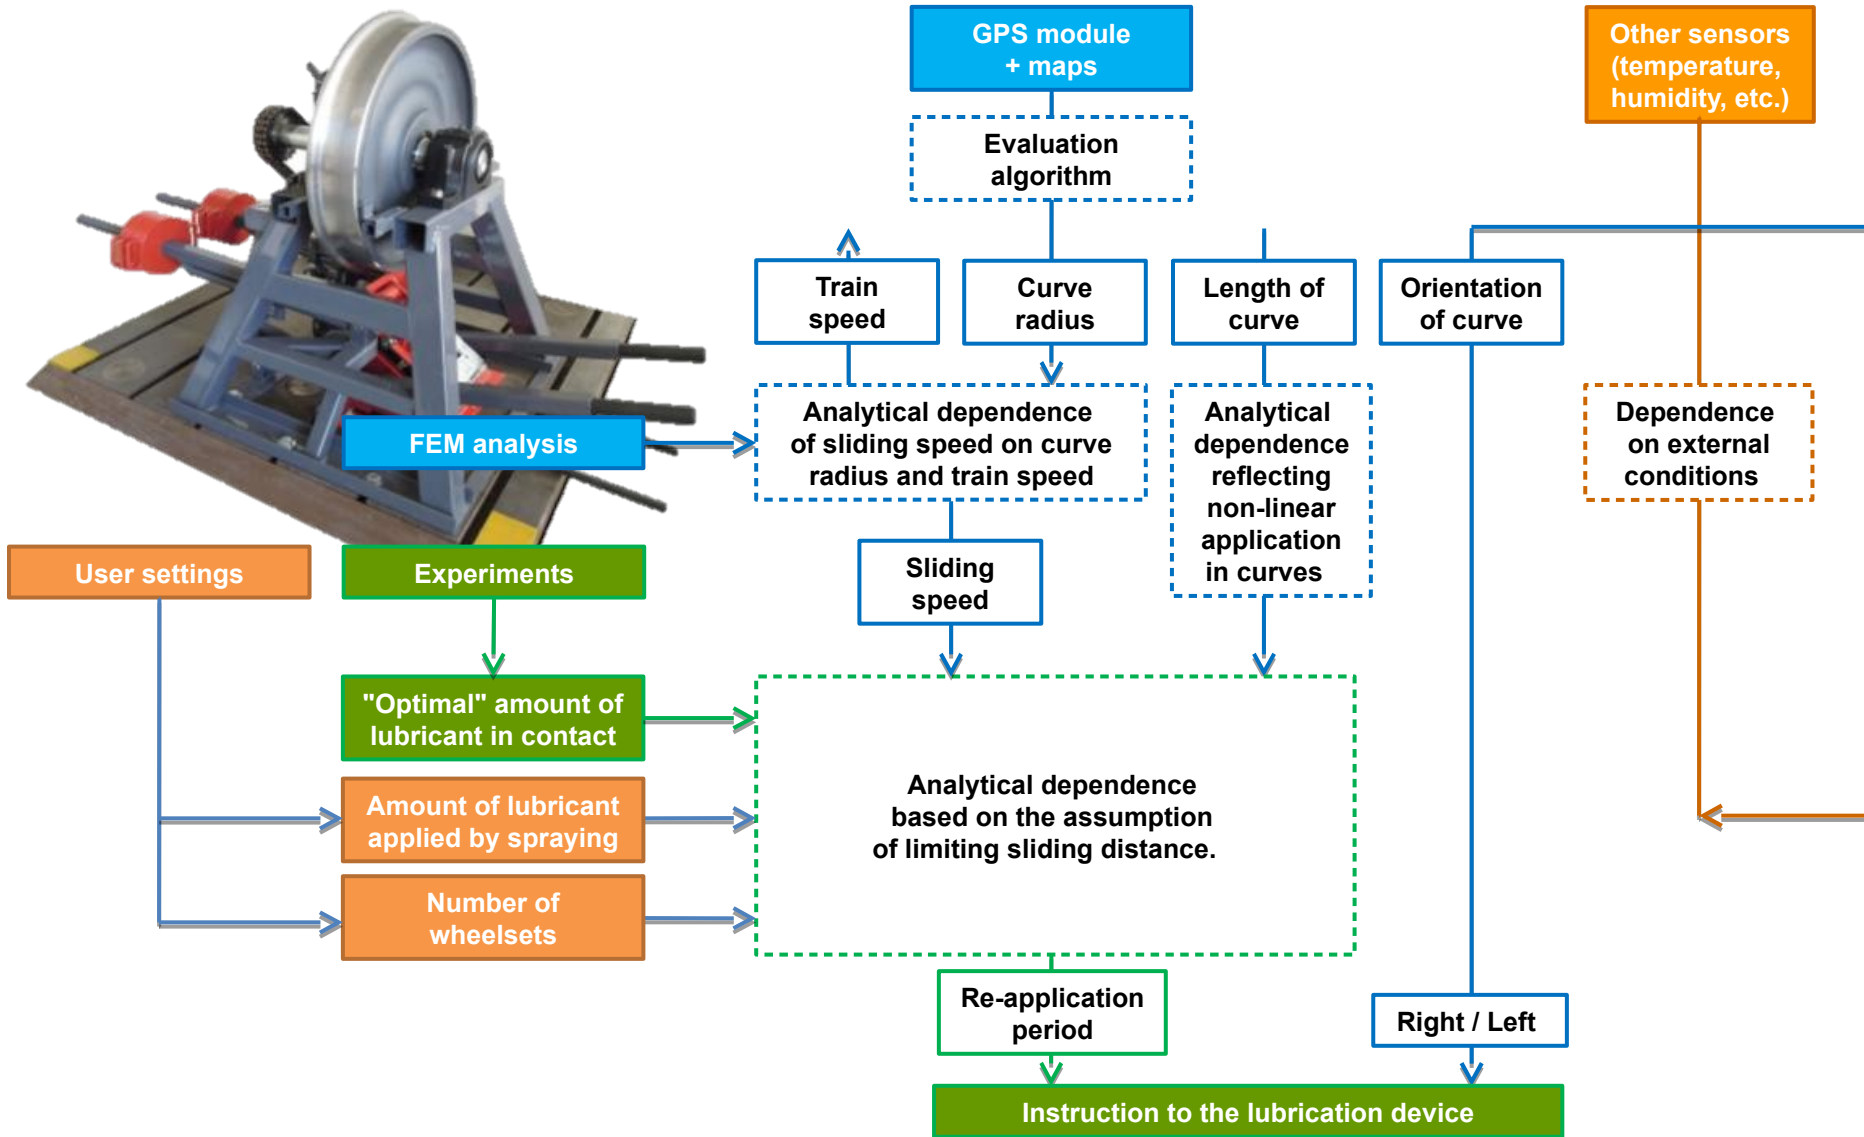 GPS module
+ maps
Other sensors
(temperature,
humidity, etc.)
Evaluation
algorithm
Train
speed
Curve
radius
Length of
curve
Orientation
of curve
FEM analysis
Analytical dependence
of sliding speed on curve
radius and train speed
Analytical
dependence
reflecting
non-linear
application
in curves
Dependence
on external
conditions
User settings
Experiments
Sliding
speed
"Optimal" amount of
lubricant in contact
Amount of lubricant
applied by spraying
Number of
wheelsets
Analytical dependence
based on the assumption
of limiting sliding distance.
Re-application
period
Right / Left
Instruction to the lubrication device